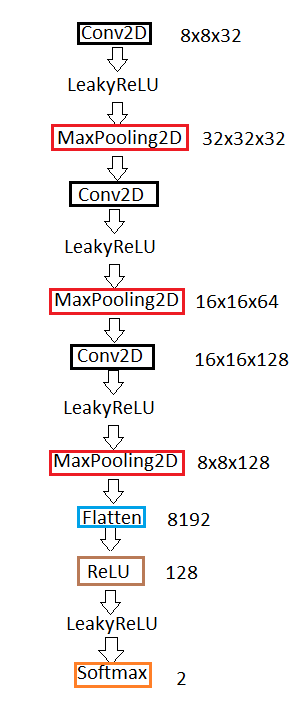 Conv2D 8x8x32
LeakyReLU
MaxPooling2D 32x32x32
Conv2D
LeakyReLU
MaxPooling2D 16x16x64
Conv2D 16x16x128
LeakyReLU
MaxPooling2D 8x8x128
Flatten 8192
ReLU 128
LeakyReLU
Softmax 2